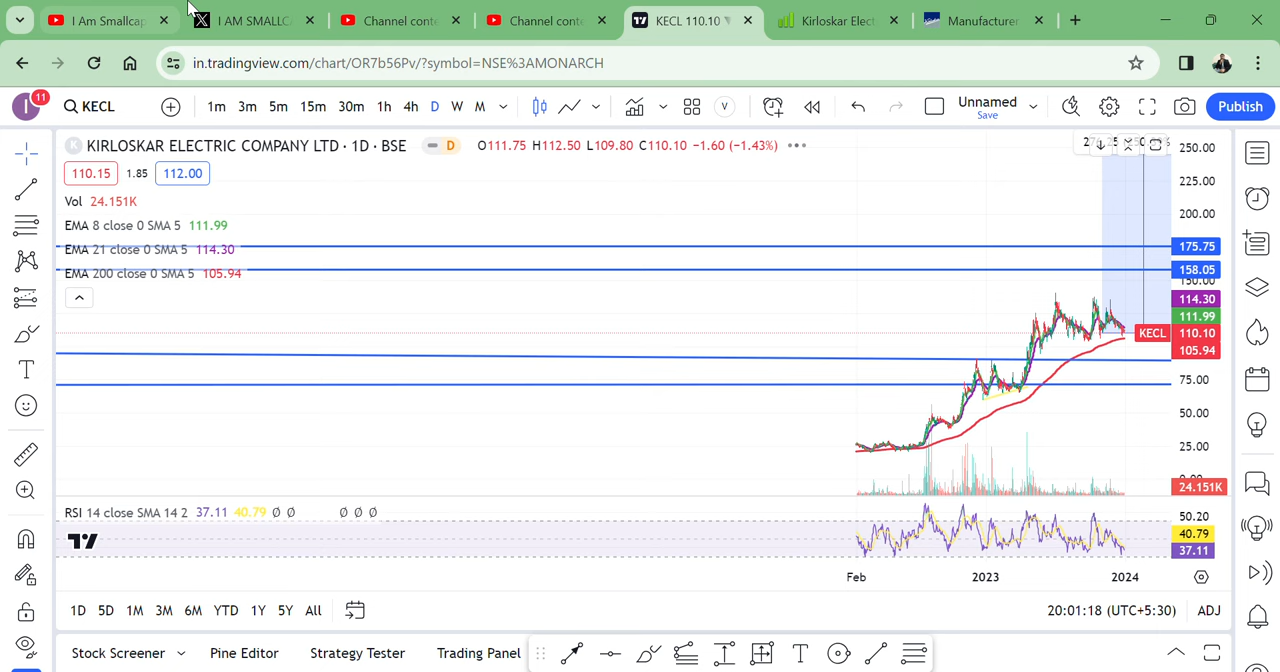 I Am Smallcap
I AM SMALLC
Channel conte
Channel conte
KECL 110.10
Kirloskar Elect
Manufacturer
in.tradingview.com/chart/OR7b56Pv/?symbol=NSE%3AMONARCH
I
11
KECL
1m 3m 5m 15m 30m 1h 4h D W M
V
Unnamed
Save
Publish
K KIRLOSKAR ELECTRIC COMPANY LTD · 1D · BSE
D
O111.75 H112.50 L109.80 C110.10 −1.60 (−1.43%)
110.15 1.85 112.00
Vol 24.151K
EMA 8 close 0 SMA 5 111.99
EMA 21 close 0 SMA 5 114.30
EMA 200 close 0 SMA 5 105.94
250.00
225.00
200.00
175.75
158.05
150.00
114.30
111.99
KECL 110.10
105.94
75.00
50.00
25.00
24.151K
RSI 14 close SMA 14 2 37.11 40.79 Ø Ø Ø Ø Ø
50.20
40.79
37.11
Feb 2023 2024
1D 5D 1M 3M 6M YTD 1Y 5Y All
20:01:18 (UTC+5:30) ADJ
Stock Screener
Pine Editor
Strategy Tester
Trading Panel